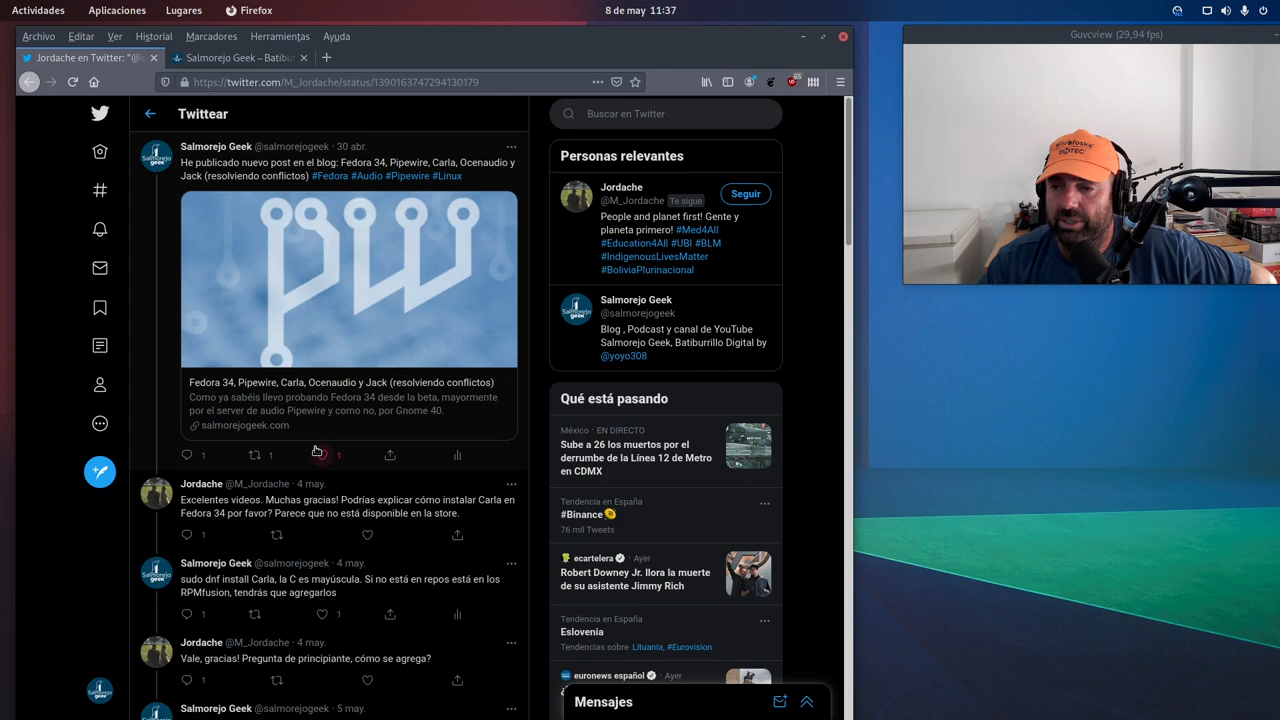 Actividades Aplicaciones Lugares Firefox 8 de may 11:37
Archivo Editar Ver Historial Marcadores Herramientas Ayuda
Jordache en Twitter: "@s Salmorejo Geek – Batibur
https://twitter.com/M_Jordache/status/1390163747294130179
65
Twittear
Salmorejo Geek @salmorejogeek · 30 abr.
He publicado nuevo post en el blog: Fedora 34, Pipewire, Carla, Ocenaudio y
Jack (resolviendo conflictos) #Fedora #Audio #Pipewire #Linux
Fedora 34, Pipewire, Carla, Ocenaudio y Jack (resolviendo conflictos)
Como ya sabéis llevo probando Fedora 34 desde la beta, mayormente
por el server de audio Pipewire y como no, por Gnome 40.
salmorejogeek.com
1 1 1
Jordache @M_Jordache · 4 may.
Excelentes videos. Muchas gracias! Podrías explicar cómo instalar Carla en
Fedora 34 por favor? Parece que no está disponible en la store.
1
Salmorejo Geek @salmorejogeek · 4 may.
sudo dnf install Carla, la C es mayúscula. Si no está en repos está en los
RPMfusion, tendrás que agregarlos
1 1
Jordache @M_Jordache · 4 may.
Vale, gracias! Pregunta de principiante, cómo se agrega?
1
Salmorejo Geek @salmorejogeek · 5 may.
Buscar en Twitter
Personas relevantes
Jordache
@M_Jordache Te sigue
Seguir
People and planet first! Gente y
planeta primero! #Med4All
#Education4All #UBI #BLM
#IndigenousLivesMatter
#BoliviaPlurinacional
Salmorejo Geek
@salmorejogeek
Blog , Podcast y canal de YouTube
Salmorejo Geek, Batiburrillo Digital by
@yoyo308
Qué está pasando
México · EN DIRECTO
Sube a 26 los muertos por el
derrumbe de la Línea 12 de Metro
en CDMX
Tendencia en España
#Binance
76 mil Tweets
ecartelera · Ayer
Robert Downey Jr. llora la muerte
de su asistente Jimmy Rich
Tendencia en España
Eslovenia
Tendencias sobre Lituania, #Eurovision
euronews español · Ayer
Mensajes
Guvcview (29,94 fps)